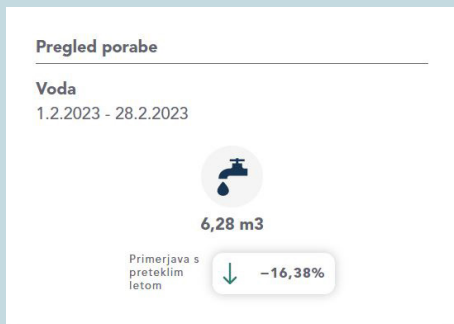 Pregled porabe
Voda
1.2.2023 - 28.2.2023
6,28 m3
Primerjava s
preteklim
letom
−16,38%